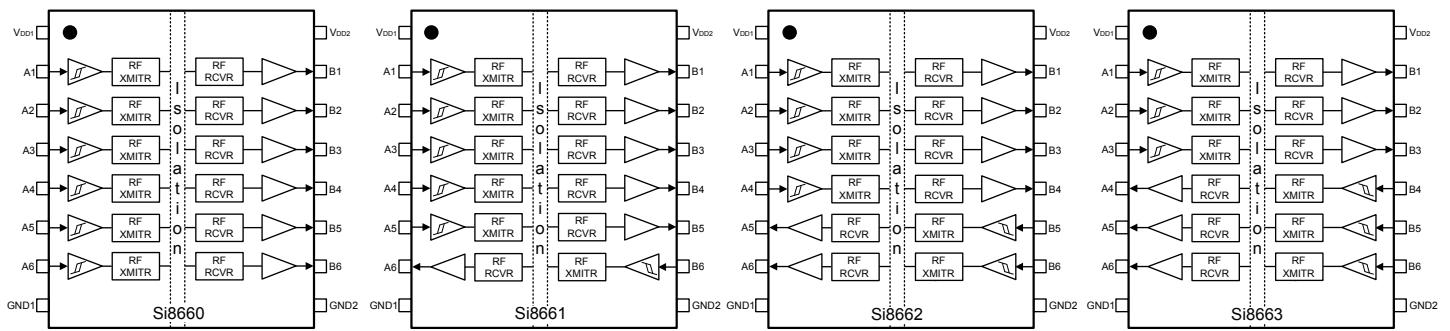 VDD1 VDD2
A1 RF XMITR RF RCVR B1
A2 RF XMITR RF RCVR B2
A3 RF XMITR RF RCVR B3
A4 RF XMITR RF RCVR B4
A5 RF XMITR RF RCVR B5
A6 RF XMITR RF RCVR B6
Isolation
GND1 GND2
Si8660
VDD1 VDD2
A1 RF XMITR RF RCVR B1
A2 RF XMITR RF RCVR B2
A3 RF XMITR RF RCVR B3
A4 RF XMITR RF RCVR B4
A5 RF XMITR RF RCVR B5
A6 RF RCVR RF XMITR B6
Isolation
GND1 GND2
Si8661
VDD1 VDD2
A1 RF XMITR RF RCVR B1
A2 RF XMITR RF RCVR B2
A3 RF XMITR RF RCVR B3
A4 RF XMITR RF RCVR B4
A5 RF RCVR RF XMITR B5
A6 RF RCVR RF XMITR B6
Isolation
GND1 GND2
Si8662
VDD1 VDD2
A1 RF XMITR RF RCVR B1
A2 RF XMITR RF RCVR B2
A3 RF XMITR RF RCVR B3
A4 RF RCVR RF XMITR B4
A5 RF RCVR RF XMITR B5
A6 RF RCVR RF XMITR B6
Isolation
GND1 GND2
Si8663